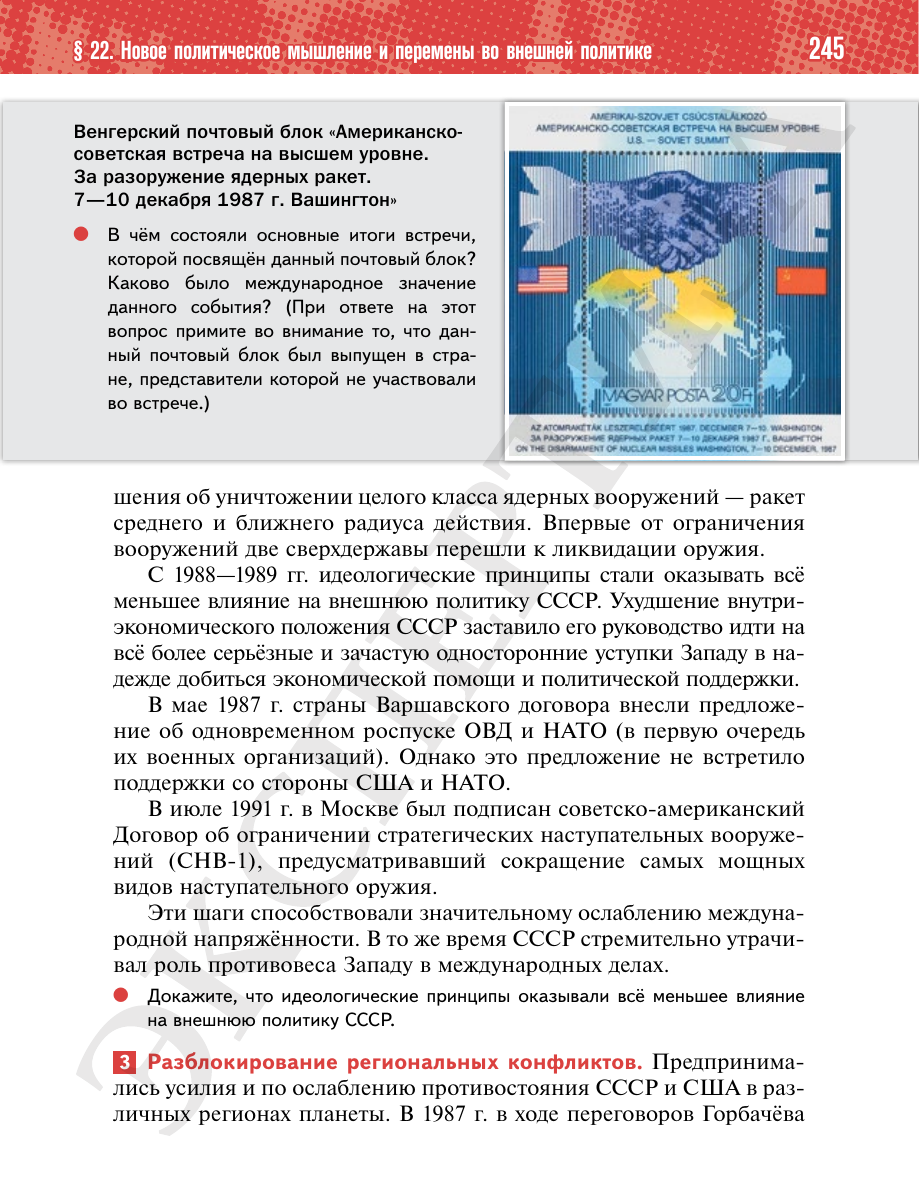 § 22. Новое политическое мышление и перемены во внешней политике 245
Венгерский почтовый блок «Американско-
советская встреча на высшем уровне.
За разоружение ядерных ракет.
7—10 декабря 1987 г. Вашингтон»
В чём состояли основные итоги встречи,
которой посвящён данный почтовый блок?
Каково было международное значение
данного события? (При ответе на этот
вопрос примите во внимание то, что дан-
ный почтовый блок был выпущен в стра-
не, представители которой не участвовали
во встрече.)
AMERIKAI-SZOVJET CSÚCSTALÁLKOZÓ
АМЕРИКАНСКО-СОВЕТСКАЯ ВСТРЕЧА НА ВЫСШЕМ УРОВНЕ
U.S. — SOVIET SUMMIT
MAGYAR POSTA 20Ft
AZ ATOMRAKÉTÁK LESZERELÉSÉÉRT 1987. DECEMBER 7—10. WASHINGTON
ЗА РАЗОРУЖЕНИЕ ЯДЕРНЫХ РАКЕТ 7—10 ДЕКАБРЯ 1987 Г., ВАШИНГТОН
ON THE DISARMAMENT OF NUCLEAR MISSILES WASHINGTON, 7—10 DECEMBER, 1987
шения об уничтожении целого класса ядерных вооружений — ракет
среднего и ближнего радиуса действия. Впервые от ограничения
вооружений две сверхдержавы перешли к ликвидации оружия.
С 1988—1989 гг. идеологические принципы стали оказывать всё
меньшее влияние на внешнюю политику СССР. Ухудшение внутри-
экономического положения СССР заставило его руководство идти на
всё более серьёзные и зачастую односторонние уступки Западу в на-
дежде добиться экономической помощи и политической поддержки.
В мае 1987 г. страны Варшавского договора внесли предложе-
ние об одновременном роспуске ОВД и НАТО (в первую очередь
их военных организаций). Однако это предложение не встретило
поддержки со стороны США и НАТО.
В июле 1991 г. в Москве был подписан советско-американский
Договор об ограничении стратегических наступательных вооруже-
ний (СНВ-1), предусматривавший сокращение самых мощных
видов наступательного оружия.
Эти шаги способствовали значительному ослаблению междуна-
родной напряжённости. В то же время СССР стремительно утрачи-
вал роль противовеса Западу в международных делах.
Докажите, что идеологические принципы оказывали всё меньшее влияние
на внешнюю политику СССР.
3 Разблокирование региональных конфликтов. Предпринима-
лись усилия и по ослаблению противостояния СССР и США в раз-
личных регионах планеты. В 1987 г. в ходе переговоров Горбачёва
ЭКСПЕРТИЗА